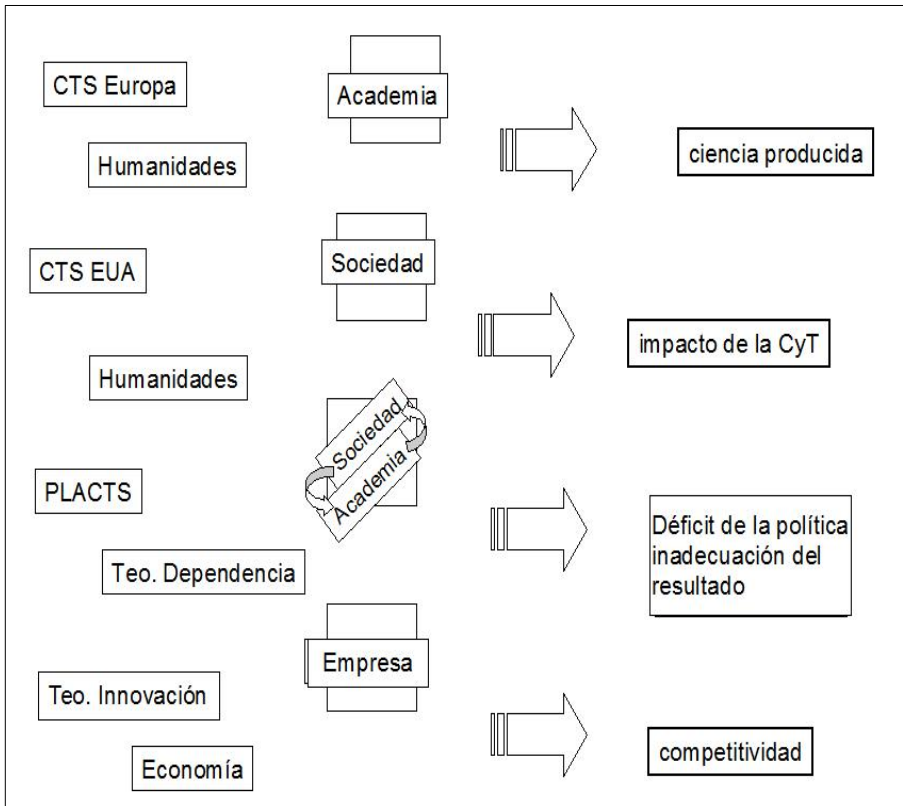 CTS Europa
Academia
Humanidades
ciencia producida
CTS EUA
Sociedad
impacto de la CyT
Humanidades
Sociedad
Academia
PLACTS
Déficit de la política
inadecuación del
resultado
Teo. Dependencia
Empresa
Teo. Innovación
competitividad
Economía